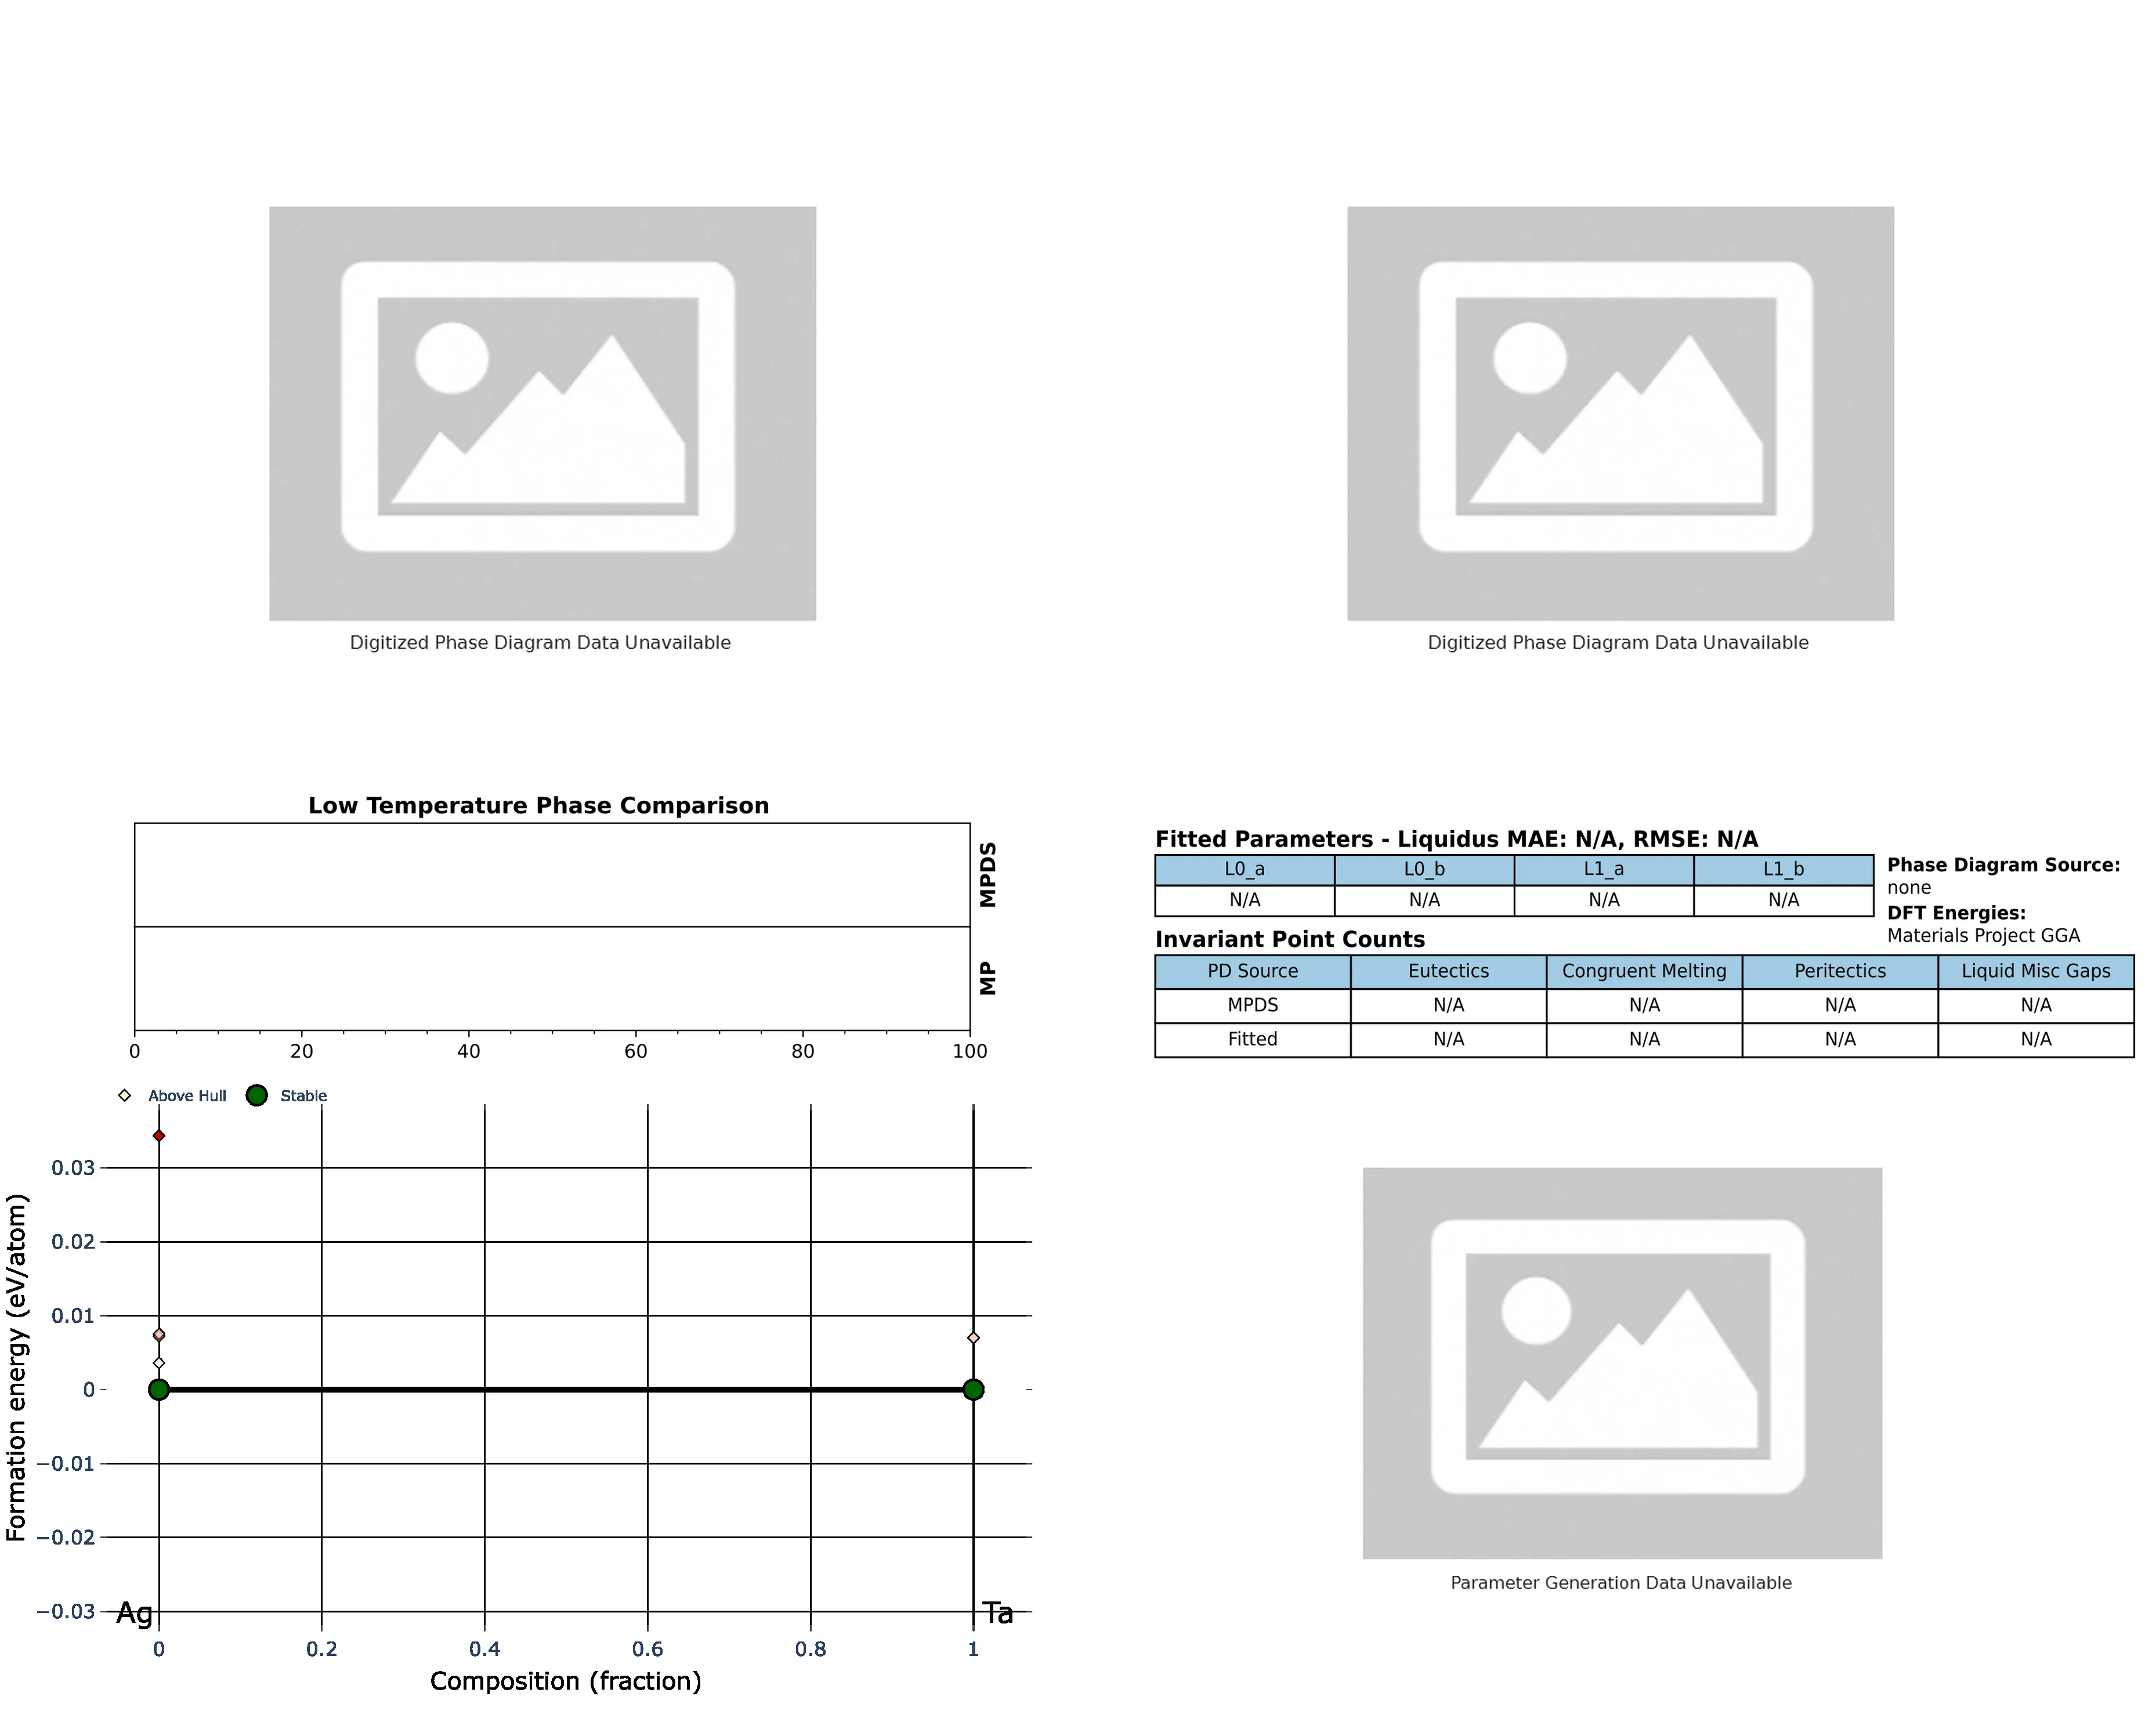 Digitized Phase Diagram Data Unavailable
Digitized Phase Diagram Data Unavailable
Low Temperature Phase Comparison
MPDS
MP
0 20 40 60 80 100
Fitted Parameters - Liquidus MAE: N/A, RMSE: N/A
L0_a L0_b L1_a L1_b
N/A N/A N/A N/A
Phase Diagram Source:
none
DFT Energies:
Materials Project GGA
Invariant Point Counts
PD Source Eutectics Congruent Melting Peritectics Liquid Misc Gaps
MPDS N/A N/A N/A N/A
Fitted N/A N/A N/A N/A
Above Hull Stable
Formation energy (eV/atom)
0.03
0.02
0.01
0
−0.01
−0.02
−0.03
Ag Ta
0 0.2 0.4 0.6 0.8 1
Composition (fraction)
Parameter Generation Data Unavailable